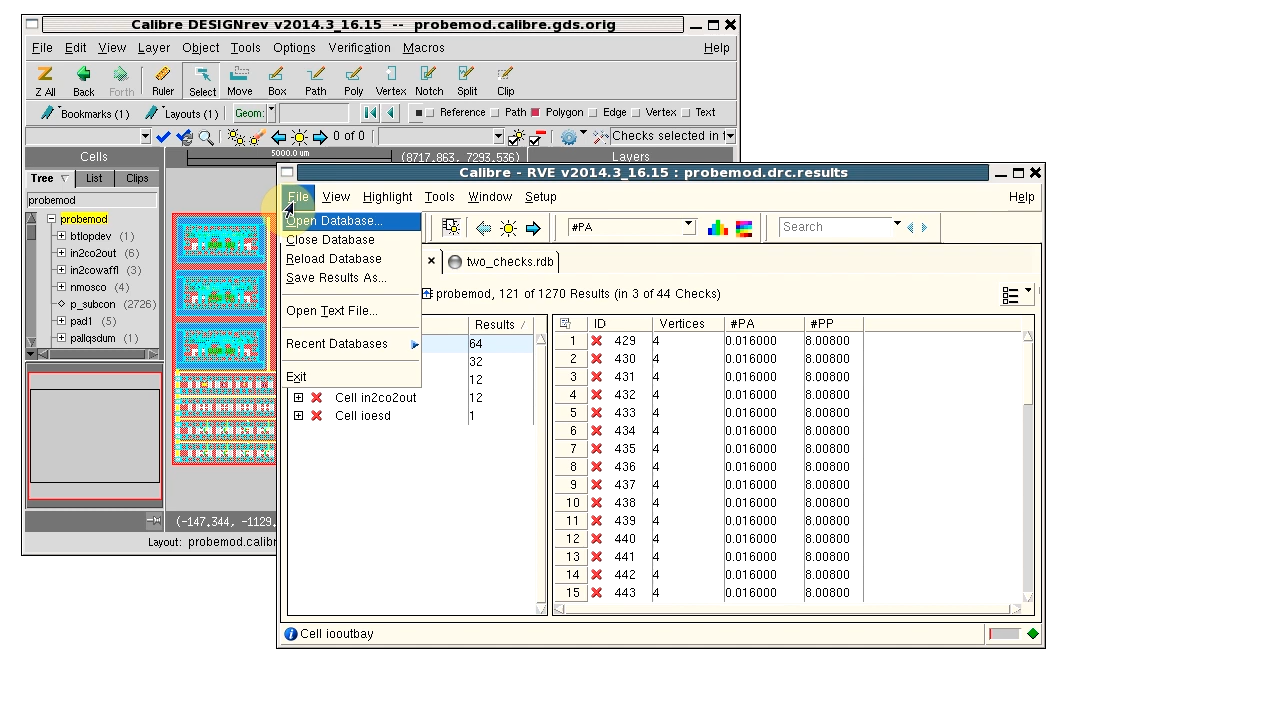 Calibre DESIGNrev v2014.3_16.15 -- probemod.calibre.gds.orig
File Edit View Layer Object Tools Options Verification Macros Help
Z All Back Forth Ruler Select Move Box Path Poly Vertex Notch Split Clip
Bookmarks (1) Layouts (1) Geom: Reference Path Polygon Edge Vertex Text
0 of 0 Checks selected in
Cells 5000.0 um (8717.863, 7293.536) Layers
Tree List Clips
probemod
probemod
btlopdev (1)
in2co2out (6)
in2covaffl (3)
nmosco (4)
p_subcon (2726)
pad1 (5)
pallqsdum (1)
(-147.344, -1129.
Layout: probemod.calibr
Calibre - RVE v2014.3_16.15 : probemod.drc.results
File View Highlight Tools Window Setup Help
Open Database...
Close Database
Reload Database
Save Results As...
Open Text File...
Recent Databases
Exit
#PA Search
two_checks.rdb
probemod, 121 of 1270 Results (in 3 of 44 Checks)
Results
64
32
12
Cell in2co2out 12
Cell ioesd 1
ID Vertices #PA #PP
1 429 4 0.016000 8.00800
2 430 4 0.016000 8.00800
3 431 4 0.016000 8.00800
4 432 4 0.016000 8.00800
5 433 4 0.016000 8.00800
6 434 4 0.016000 8.00800
7 435 4 0.016000 8.00800
8 436 4 0.016000 8.00800
9 437 4 0.016000 8.00800
10 438 4 0.016000 8.00800
11 439 4 0.016000 8.00800
12 440 4 0.016000 8.00800
13 441 4 0.016000 8.00800
14 442 4 0.016000 8.00800
15 443 4 0.016000 8.00800
Cell iooutbay